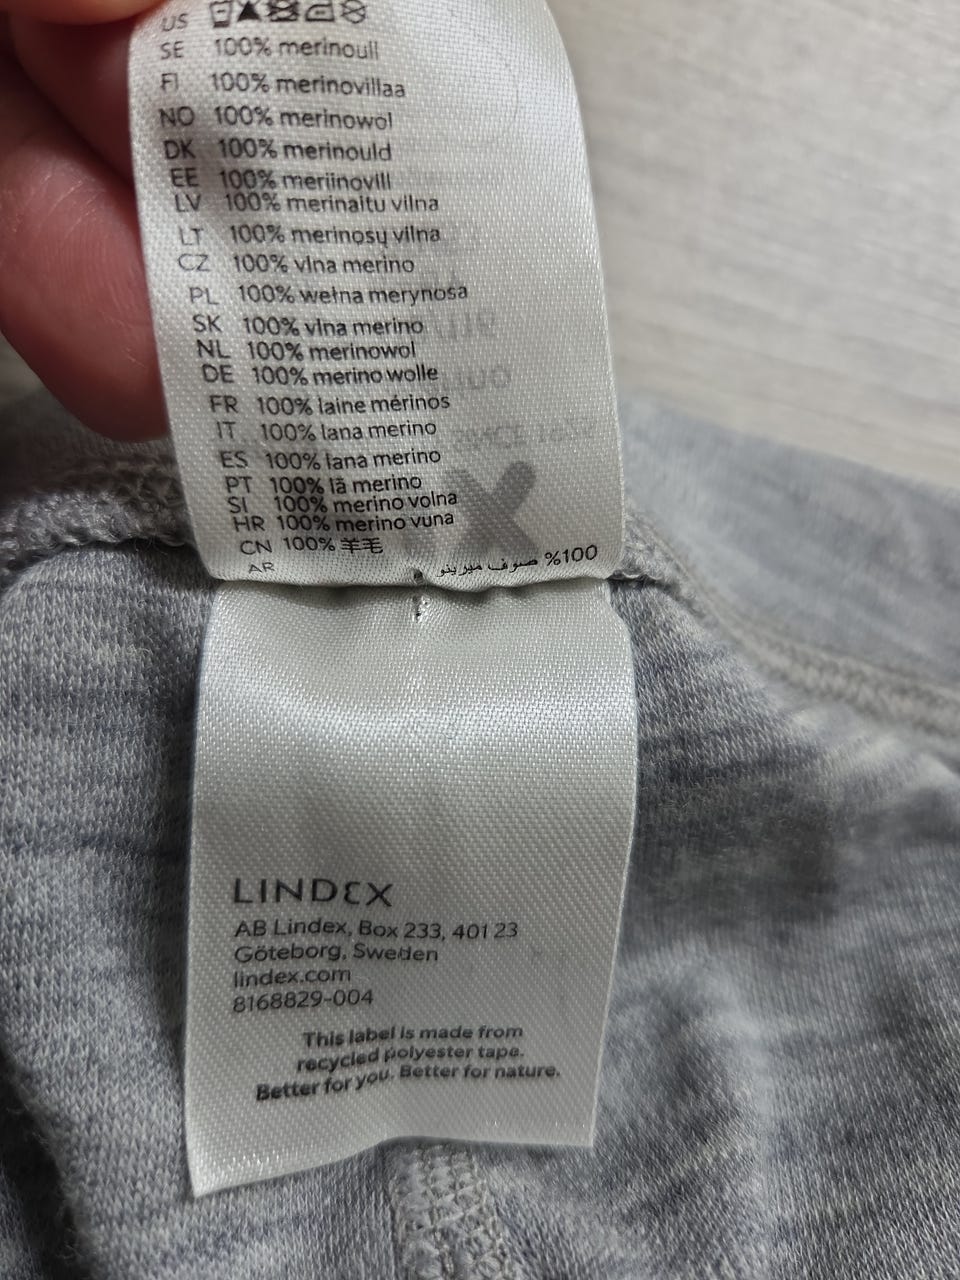 US
SE 100% merinoull
FI 100% merinovillaa
NO 100% merinowol
DK 100% merinould
EE 100% meriinovill
LV 100% merinaitu vilna
LT 100% merinosų vilna
CZ 100% vlna merino
PL 100% wełna merynosa
SK 100% vlna merino
NL 100% merinowol
DE 100% merino wolle
FR 100% laine mérinos
IT 100% lana merino
ES 100% lana merino
PT 100% lã merino
SI 100% merino volna
HR 100% merino vuna
CN 100% 羊毛
AR 100% صوف ميرينو
LINDEX
AB Lindex, Box 233, 401 23
Göteborg, Sweden
lindex.com
8168829-004
This label is made from
recycled polyester tape.
Better for you. Better for nature.